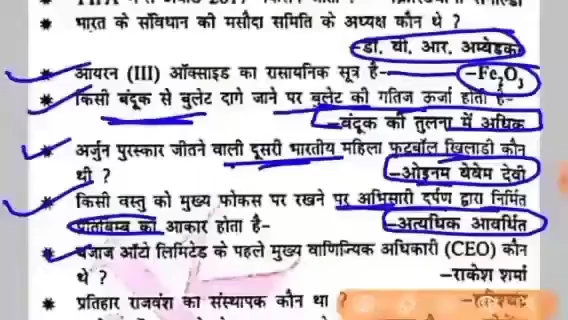 * भारत के संविधान की मसौदा समिति के अध्यक्ष कौन थे ?
–डॉ. बी. आर. अम्बेडकर
* आयरन (III) ऑक्साइड का रासायनिक सूत्र है– –Fe₂O₃
* किसी बंदूक से बुलेट दागे जाने पर बुलेट की गतिज ऊर्जा होती है–
–बंदूक की तुलना में अधिक
* अर्जुन पुरस्कार जीतने वाली दूसरी भारतीय महिला फुटबॉल खिलाडी कौन
थी ? –ओइनम बेम्बेम देवी
* किसी वस्तु को मुख्य फोकस पर रखने पर अभिसारी दर्पण द्वारा निर्मित
प्रतिबिम्ब का आकार होता है– –अत्यधिक आवर्धित
* बजाज ऑटो लिमिटेड के पहले मुख्य वाणिज्यिक अधिकारी (CEO) कौन
थे ? –राकेश शर्मा
* प्रतिहार राजवंश का संस्थापक कौन था ?